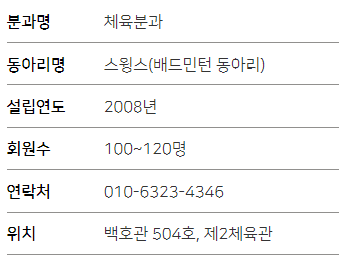 분과명 체육분과
동아리명 스윙스(배드민턴 동아리)
설립연도 2008년
회원수 100~120명
연락처 010-6323-4346
위치 백호관 504호, 제2체육관